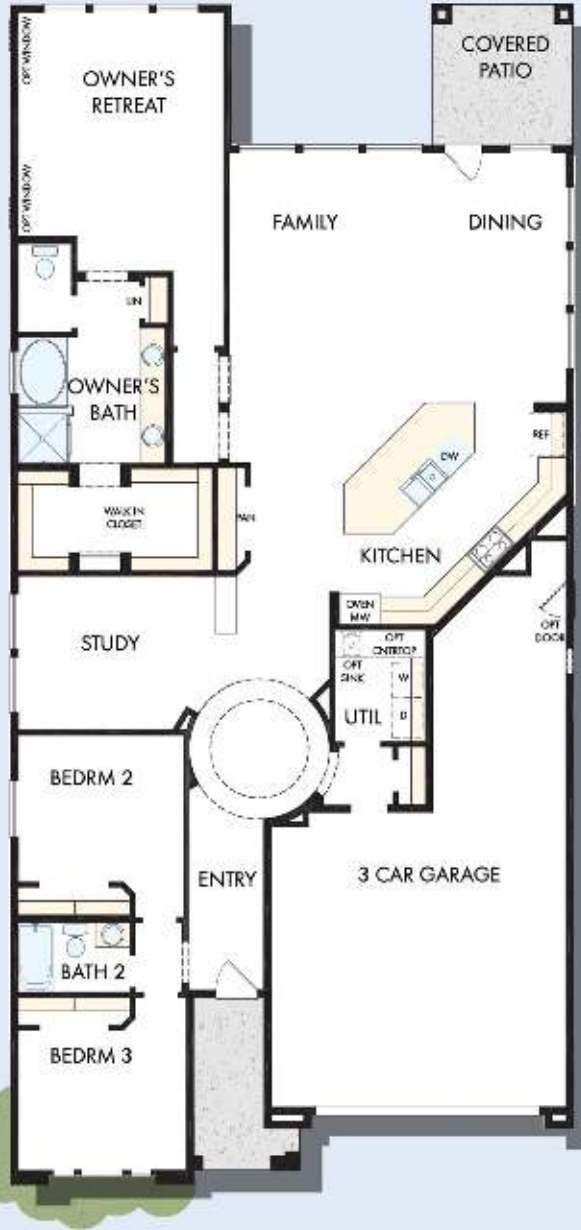 OPT WINDOW
OWNER'S
RETREAT
COVERED
PATIO
OPT WINDOW
FAMILY
DINING
LIN
OWNER'S
BATH
REF
DW
WALK IN
CLOSET
PAN
KITCHEN
OVEN
MW
OPT
DOOR
STUDY
OPT
CNTRTOP
OPT
SINK
W
UTIL
D
BEDRM 2
ENTRY
3 CAR GARAGE
BATH 2
BEDRM 3